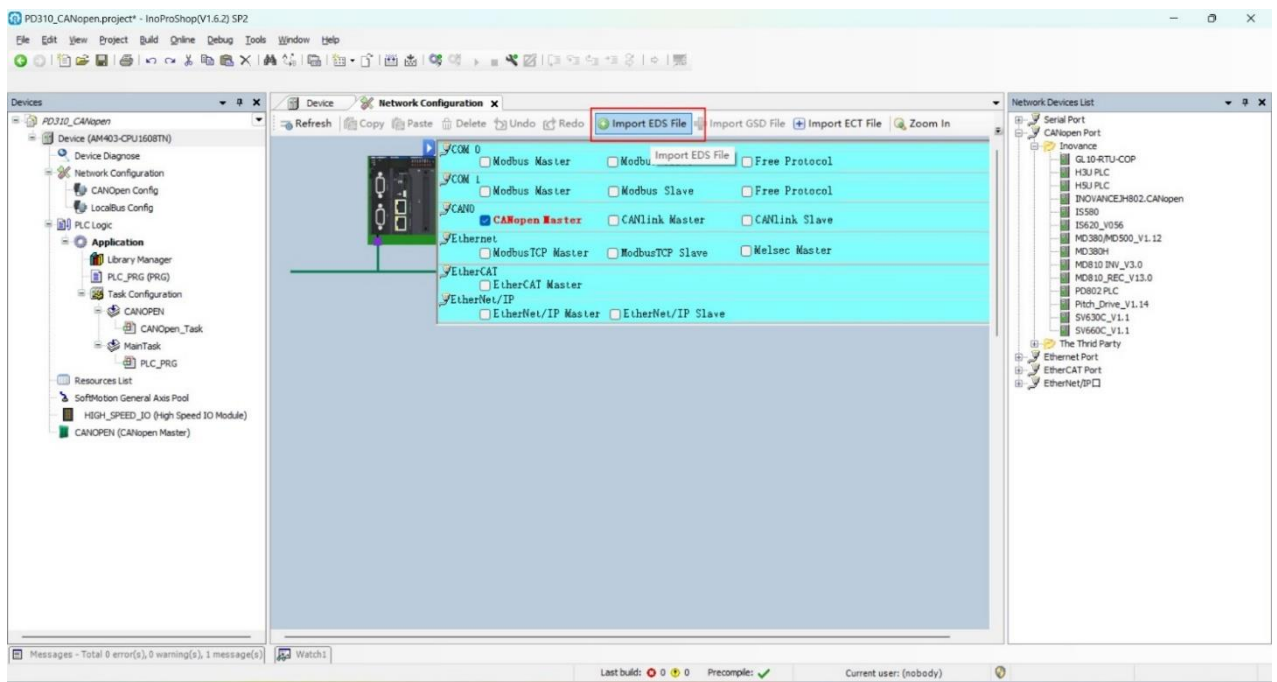 PD310_CANopen.project* - InoProShop(V1.6.2) SP2
File Edit View Project Build Online Debug Tools Window Help
Devices
PD310_CANopen
Device (AM403-CPU1608TN)
Device Diagnose
Network Configuration
CANOpen Config
LocalBus Config
PLC Logic
Application
Library Manager
PLC_PRG (PRG)
Task Configuration
CANOPEN
CANOpen_Task
MainTask
PLC_PRG
Resources List
SoftMotion General Axis Pool
HIGH_SPEED_IO (High Speed IO Module)
CANOPEN (CANopen Master)
Device Network Configuration
Refresh Copy Paste Delete Undo Redo Import EDS File Import GSD File Import ECT File Zoom In
Import EDS File
COM 0
Modbus Master Modbu Free Protocol
COM 1
Modbus Master Modbus Slave Free Protocol
CAN0
CANopen Master CANlink Master CANlink Slave
Ethernet
ModbusTCP Master ModbusTCP Slave Melsec Master
EtherCAT
EtherCAT Master
EtherNet/IP
EtherNet/IP Master EtherNet/IP Slave
Network Devices List
Serial Port
CANopen Port
Inovance
GL10-RTU-COP
H3U PLC
H5U PLC
INOVANCEJH802.CANopen
IS580
IS620_V056
MD380/MD500_V1.12
MD380H
MD810 INV_V3.0
MD810_REC_V13.0
PD802 PLC
Pitch_Drive_V1.14
SV630C_V1.1
SV660C_V1.1
The Thrid Party
Ethernet Port
EtherCAT Port
EtherNet/IP口
Messages - Total 0 error(s), 0 warning(s), 1 message(s)
Watch1
Last build: 0 0 Precompile: Current user: (nobody)